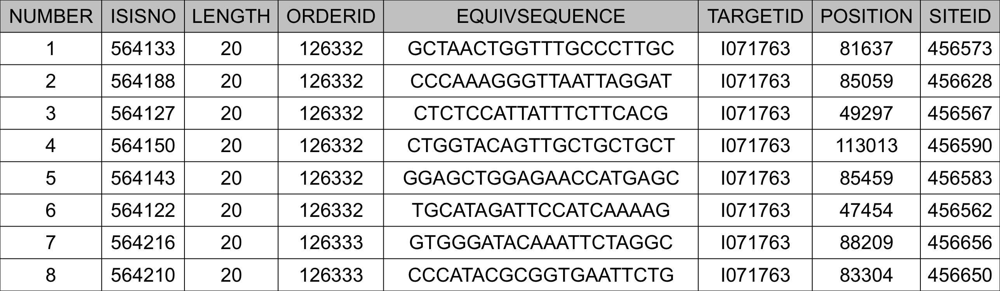 NUMBER ISISNO LENGTH ORDERID EQUIVSEQUENCE TARGETID POSITION SITEID
1 564133 20 126332 GCTAACTGGTTTGCCCTTGC I071763 81637 456573
2 564188 20 126332 CCCAAAGGGTTAATTAGGAT I071763 85059 456628
3 564127 20 126332 CTCTCCATTATTTCTTCACG I071763 49297 456567
4 564150 20 126332 CTGGTACAGTTGCTGCTGCT I071763 113013 456590
5 564143 20 126332 GGAGCTGGAGAACCATGAGC I071763 85459 456583
6 564122 20 126332 TGCATAGATTCCATCAAAAG I071763 47454 456562
7 564216 20 126333 GTGGGATACAAATTCTAGGC I071763 88209 456656
8 564210 20 126333 CCCATACGCGGTGAATTCTG I071763 83304 456650